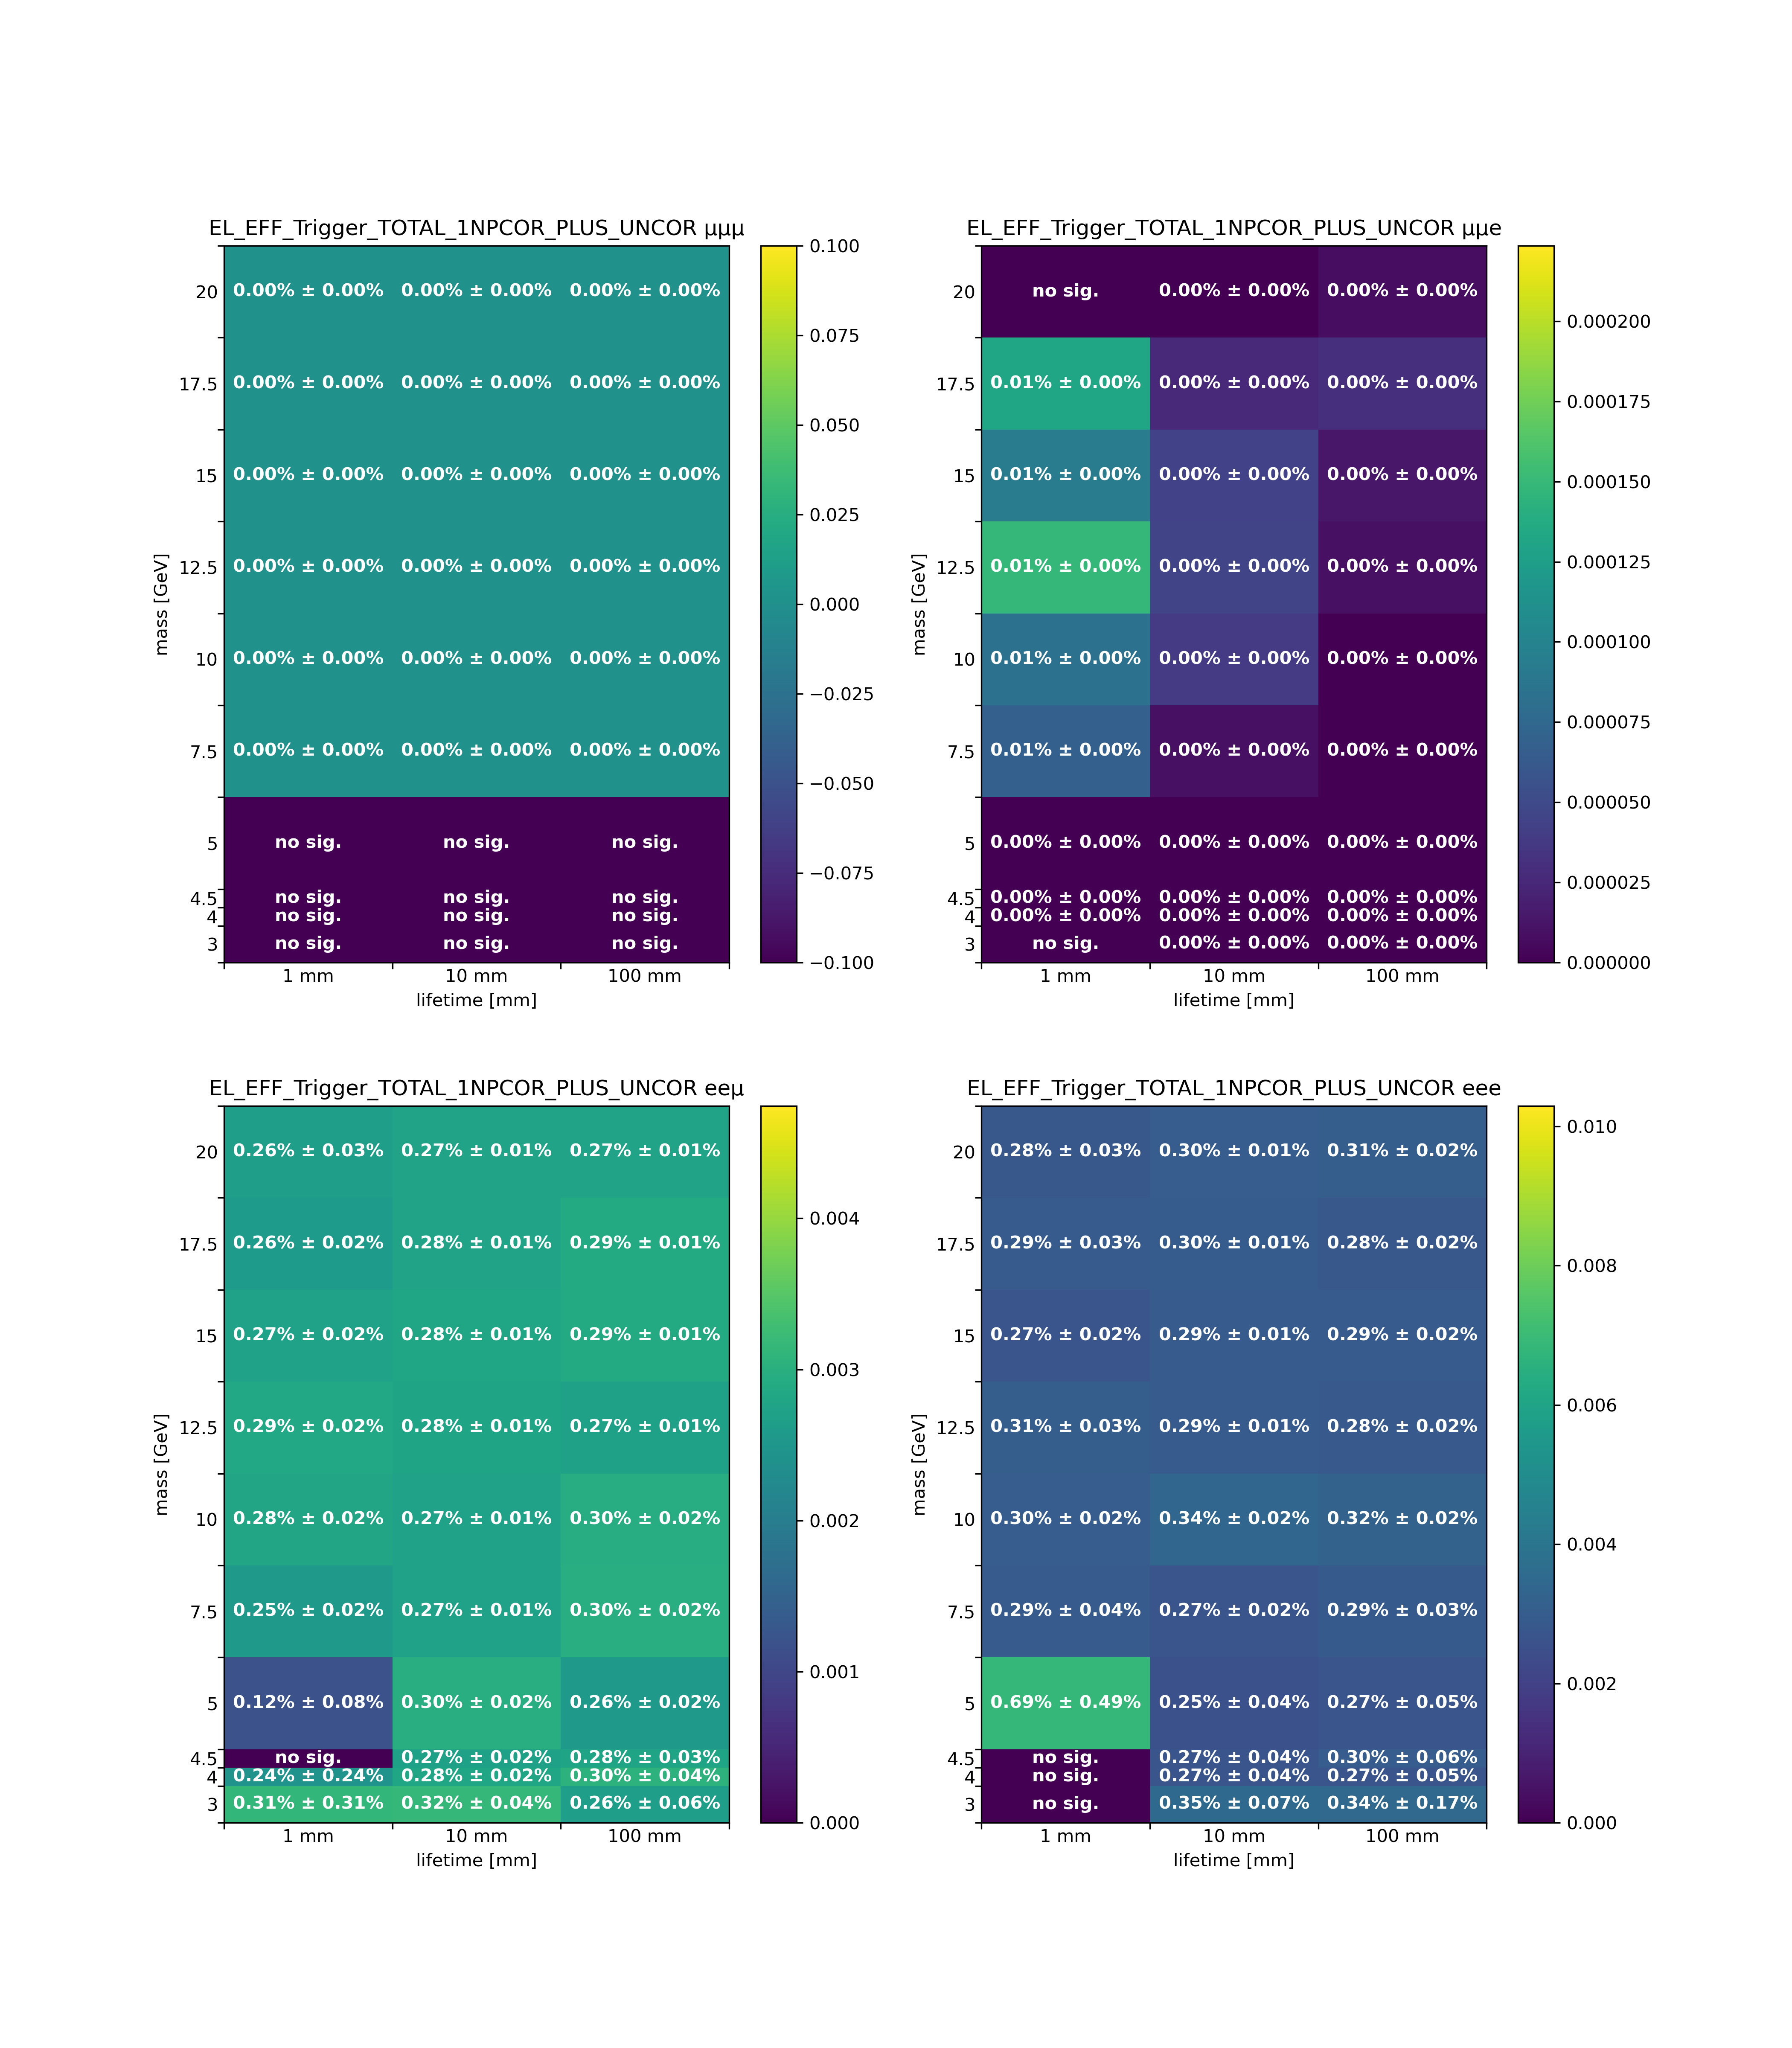 EL_EFF_Trigger_TOTAL_1NPCOR_PLUS_UNCOR μμμ
mass [GeV]
20 0.00% ± 0.00% 0.00% ± 0.00% 0.00% ± 0.00%
17.5 0.00% ± 0.00% 0.00% ± 0.00% 0.00% ± 0.00%
15 0.00% ± 0.00% 0.00% ± 0.00% 0.00% ± 0.00%
12.5 0.00% ± 0.00% 0.00% ± 0.00% 0.00% ± 0.00%
10 0.00% ± 0.00% 0.00% ± 0.00% 0.00% ± 0.00%
7.5 0.00% ± 0.00% 0.00% ± 0.00% 0.00% ± 0.00%
5 no sig. no sig. no sig.
4.5 no sig. no sig. no sig.
4 no sig. no sig. no sig.
3 no sig. no sig. no sig.
1 mm 10 mm 100 mm
lifetime [mm]
0.100
0.075
0.050
0.025
0.000
−0.025
−0.050
−0.075
−0.100
EL_EFF_Trigger_TOTAL_1NPCOR_PLUS_UNCOR μμe
mass [GeV]
20 no sig. 0.00% ± 0.00% 0.00% ± 0.00%
17.5 0.01% ± 0.00% 0.00% ± 0.00% 0.00% ± 0.00%
15 0.01% ± 0.00% 0.00% ± 0.00% 0.00% ± 0.00%
12.5 0.01% ± 0.00% 0.00% ± 0.00% 0.00% ± 0.00%
10 0.01% ± 0.00% 0.00% ± 0.00% 0.00% ± 0.00%
7.5 0.01% ± 0.00% 0.00% ± 0.00% 0.00% ± 0.00%
5 0.00% ± 0.00% 0.00% ± 0.00% 0.00% ± 0.00%
4.5 0.00% ± 0.00% 0.00% ± 0.00% 0.00% ± 0.00%
4 0.00% ± 0.00% 0.00% ± 0.00% 0.00% ± 0.00%
3 no sig. 0.00% ± 0.00% 0.00% ± 0.00%
1 mm 10 mm 100 mm
lifetime [mm]
0.000200
0.000175
0.000150
0.000125
0.000100
0.000075
0.000050
0.000025
0.000000
EL_EFF_Trigger_TOTAL_1NPCOR_PLUS_UNCOR eeμ
mass [GeV]
20 0.26% ± 0.03% 0.27% ± 0.01% 0.27% ± 0.01%
17.5 0.26% ± 0.02% 0.28% ± 0.01% 0.29% ± 0.01%
15 0.27% ± 0.02% 0.28% ± 0.01% 0.29% ± 0.01%
12.5 0.29% ± 0.02% 0.28% ± 0.01% 0.27% ± 0.01%
10 0.28% ± 0.02% 0.27% ± 0.01% 0.30% ± 0.02%
7.5 0.25% ± 0.02% 0.27% ± 0.01% 0.30% ± 0.02%
5 0.12% ± 0.08% 0.30% ± 0.02% 0.26% ± 0.02%
4.5 no sig. 0.27% ± 0.02% 0.28% ± 0.03%
4 0.24% ± 0.24% 0.28% ± 0.02% 0.30% ± 0.04%
3 0.31% ± 0.31% 0.32% ± 0.04% 0.26% ± 0.06%
1 mm 10 mm 100 mm
lifetime [mm]
0.004
0.003
0.002
0.001
0.000
EL_EFF_Trigger_TOTAL_1NPCOR_PLUS_UNCOR eee
mass [GeV]
20 0.28% ± 0.03% 0.30% ± 0.01% 0.31% ± 0.02%
17.5 0.29% ± 0.03% 0.30% ± 0.01% 0.28% ± 0.02%
15 0.27% ± 0.02% 0.29% ± 0.01% 0.29% ± 0.02%
12.5 0.31% ± 0.03% 0.29% ± 0.01% 0.28% ± 0.02%
10 0.30% ± 0.02% 0.34% ± 0.02% 0.32% ± 0.02%
7.5 0.29% ± 0.04% 0.27% ± 0.02% 0.29% ± 0.03%
5 0.69% ± 0.49% 0.25% ± 0.04% 0.27% ± 0.05%
4.5 no sig. 0.27% ± 0.04% 0.30% ± 0.06%
4 no sig. 0.27% ± 0.04% 0.27% ± 0.05%
3 no sig. 0.35% ± 0.07% 0.34% ± 0.17%
1 mm 10 mm 100 mm
lifetime [mm]
0.010
0.008
0.006
0.004
0.002
0.000